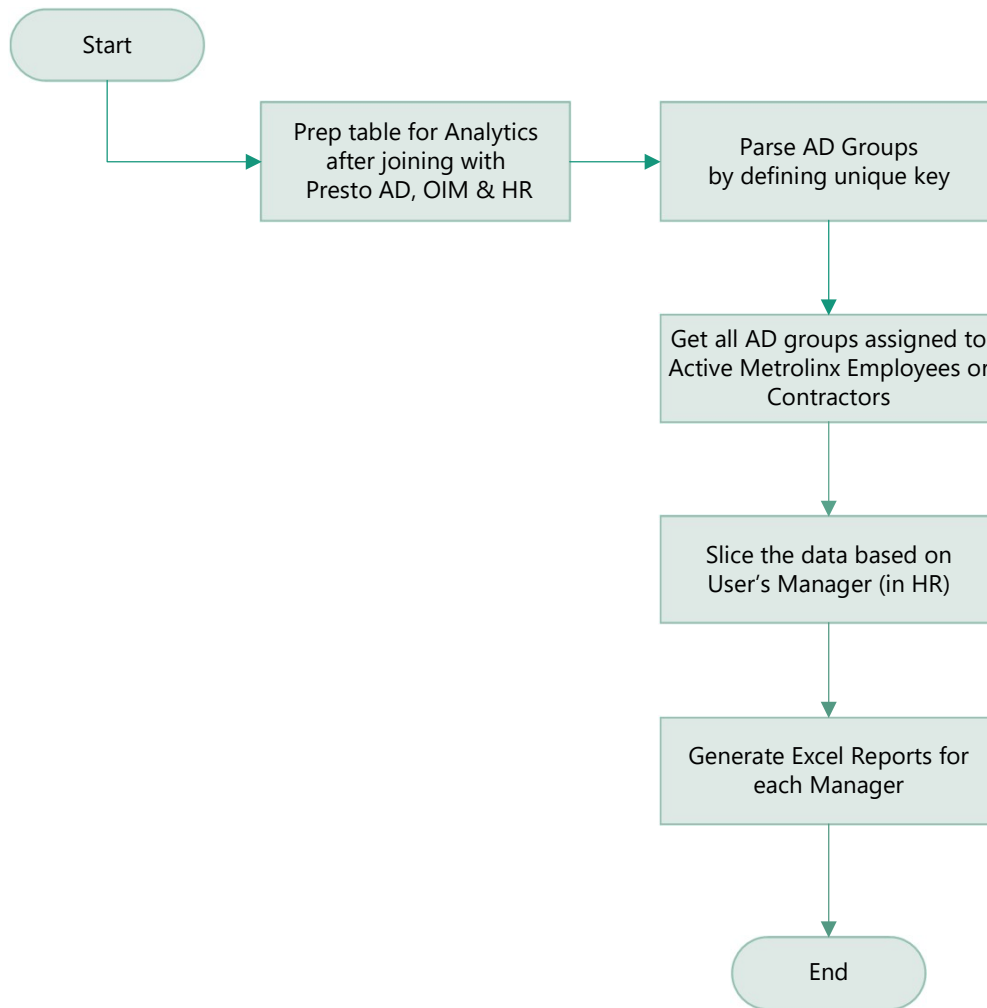 Start
Prep table for Analytics
after joining with
Presto AD, OIM & HR
Parse AD Groups
by defining unique key
Get all AD groups assigned to
Active Metrolinx Employees or
Contractors
Slice the data based on
User’s Manager (in HR)
Generate Excel Reports for
each Manager
End